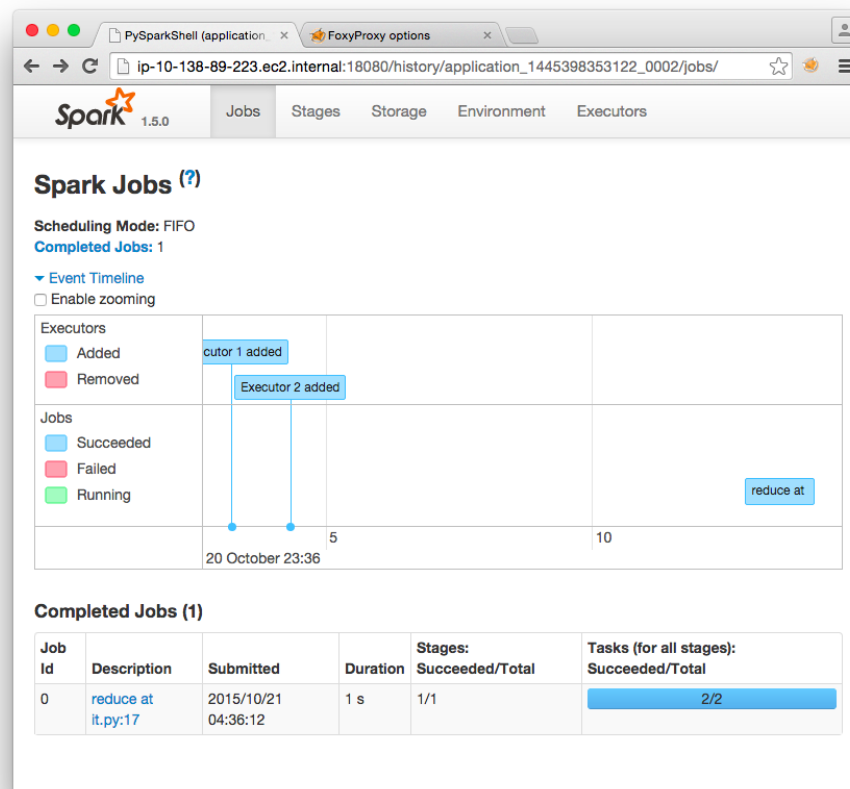 PySparkShell (application_
FoxyProxy options
ip-10-138-89-223.ec2.internal:18080/history/application_1445398353122_0002/jobs/
Spark 1.5.0 Jobs Stages Storage Environment Executors
Spark Jobs (?)
Scheduling Mode: FIFO
Completed Jobs: 1
Event Timeline
Enable zooming
Executors
Added
Removed
cutor 1 added
Executor 2 added
Jobs
Succeeded
Failed
Running
reduce at
5 10
20 October 23:36
Completed Jobs (1)
Job Id Description Submitted Duration Stages: Succeeded/Total Tasks (for all stages): Succeeded/Total
0 reduce at it.py:17 2015/10/21 04:36:12 1 s 1/1 2/2